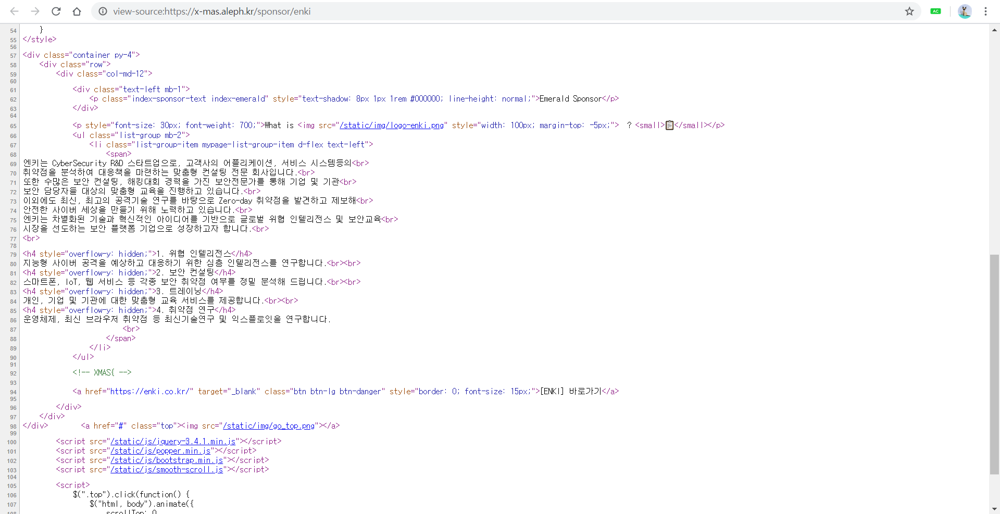 view-source:https://x-mas.aleph.kr/sponsor/enki
AC
54 }
55 </style>
56
57 <div class="container py-4">
58 <div class="row">
59 <div class="col-md-12">
60
61 <div class="text-left mb-1">
62 <p class="index-sponsor-text index-emerald" style="text-shadow: 8px 1px 1rem #000000; line-height: normal;">Emerald Sponsor</p>
63 </div>
64
65 <p style="font-size: 30px; font-weight: 700;">What is <img src="/static/img/logo-enki.png" style="width: 100px; margin-top: -5px;"> ? <small>📋</small></p>
66 <ul class="list-group mb-2">
67 <li class="list-group-item mypage-list-group-item d-flex text-left">
68 <span>
69 엔키는 CyberSecurity R&D 스타트업으로, 고객사의 어플리케이션, 서비스 시스템등의<br>
70 취약점을 분석하여 대응책을 마련하는 맞춤형 컨설팅 전문 회사입니다.<br>
71 또한 수많은 보안 컨설팅, 해킹대회 경력을 가진 보안전문가를 통해 기업 및 기관<br>
72 보안 담당자들 대상의 맞춤형 교육을 진행하고 있습니다.<br>
73 이외에도 최신, 최고의 공격기술 연구를 바탕으로 Zero-day 취약점을 발견하고 제보해<br>
74 안전한 사이버 세상을 만들기 위해 노력하고 있습니다.<br>
75 엔키는 차별화된 기술과 혁신적인 아이디어를 기반으로 글로벌 위협 인텔리전스 및 보안교육<br>
76 시장을 선도하는 보안 플랫폼 기업으로 성장하고자 합니다.<br>
77 <br>
78
79 <h4 style="overflow-y: hidden;">1. 위협 인텔리전스</h4>
80 지능형 사이버 공격을 예상하고 대응하기 위한 심층 인텔리전스를 연구합니다.<br><br>
81 <h4 style="overflow-y: hidden;">2. 보안 컨설팅</h4>
82 스마트폰, IoT, 웹 서비스 등 각종 보안 취약점 여부를 정밀 분석해 드립니다.<br><br>
83 <h4 style="overflow-y: hidden;">3. 트레이닝</h4>
84 개인, 기업 및 기관에 대한 맞춤형 교육 서비스를 제공합니다.<br><br>
85 <h4 style="overflow-y: hidden;">4. 취약점 연구</h4>
86 운영체제, 최신 브라우저 취약점 등 최신기술연구 및 익스플로잇을 연구합니다.
87 <br>
88 </span>
89 </li>
90 </ul>
91
92 <!-- XMAS{ -->
93
94 <a href="https://enki.co.kr/" target="_blank" class="btn btn-lg btn-danger" style="border: 0; font-size: 15px;">[ENKI] 바로가기</a>
95
96 </div>
97 </div>
98 </div> <a href="#" class="top"><img src="/static/img/go_top.png"></a>
99
100 <script src="/static/js/jquery-3.4.1.min.js"></script>
101 <script src="/static/js/popper.min.js"></script>
102 <script src="/static/js/bootstrap.min.js"></script>
103 <script src="/static/js/smooth-scroll.js"></script>
104
105 <script>
106 $(".top").click(function() {
107 $("html, body").animate({
108 scrollTop: 0